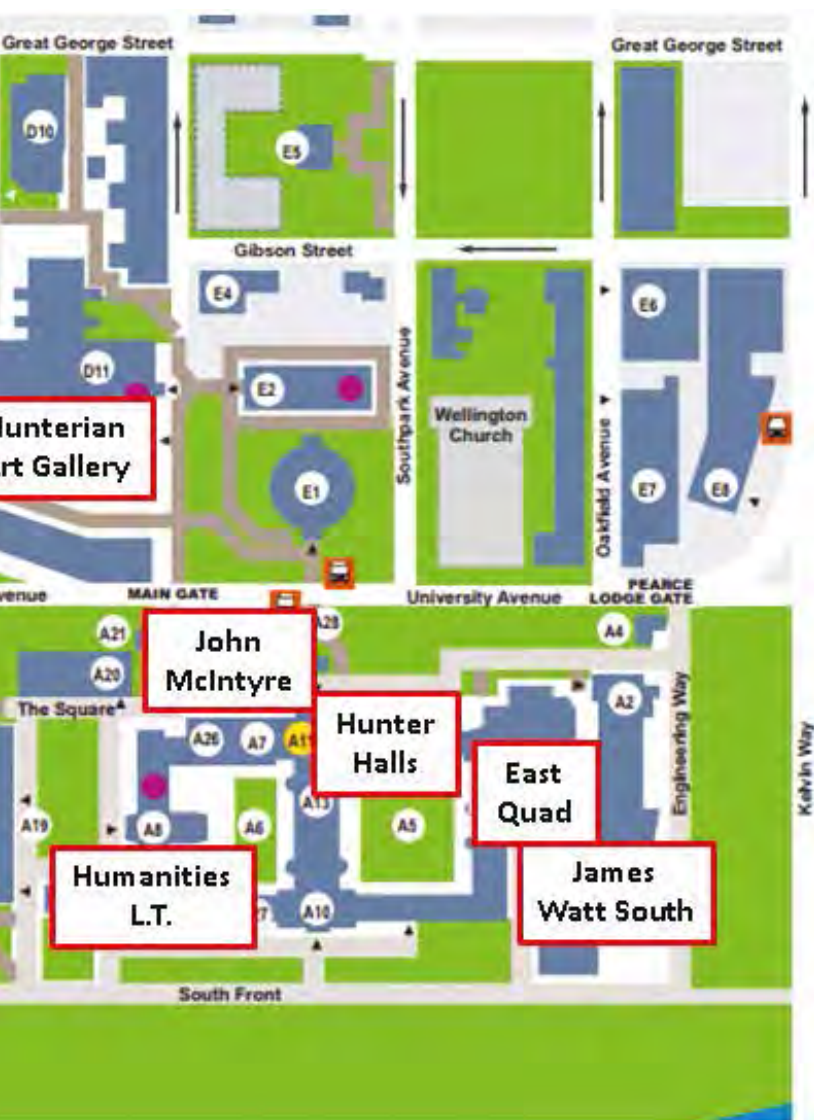 Great George Street
Great George Street
D10
E5
Gibson Street
E4
E6
D11
E2
Southpark Avenue
Wellington
Church
Art Gallery
E1
Oakfield Avenue
E7
E8
MAIN GATE
University Avenue
PEARCE
LODGE GATE
A21
John
McIntyre
A4
A20
The Square
A2
Engineering Way
Kelvin Way
A26
A7
Hunter
Halls
East
Quad
A13
A19
A8
A6
A5
Humanities
L.T.
James
Watt South
A10
South Front